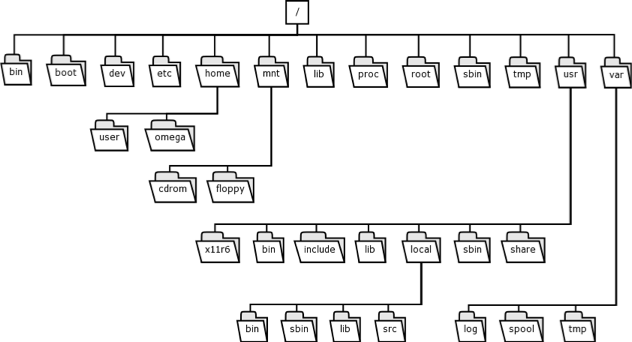 /
bin boot dev etc home mnt lib proc root sbin tmp usr var
user omega
cdrom floppy
x11r6 bin include lib local sbin share
bin sbin lib src log spool tmp